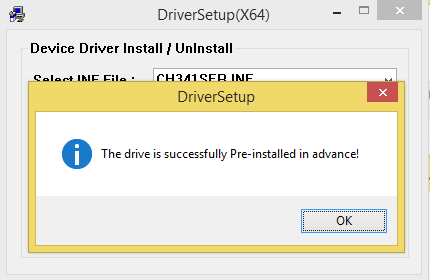 DriverSetup(X64)
Device Driver Install / UnInstall
Select INF File :
CH341SER.INF
DriverSetup
The drive is successfully Pre-installed in advance!
OK